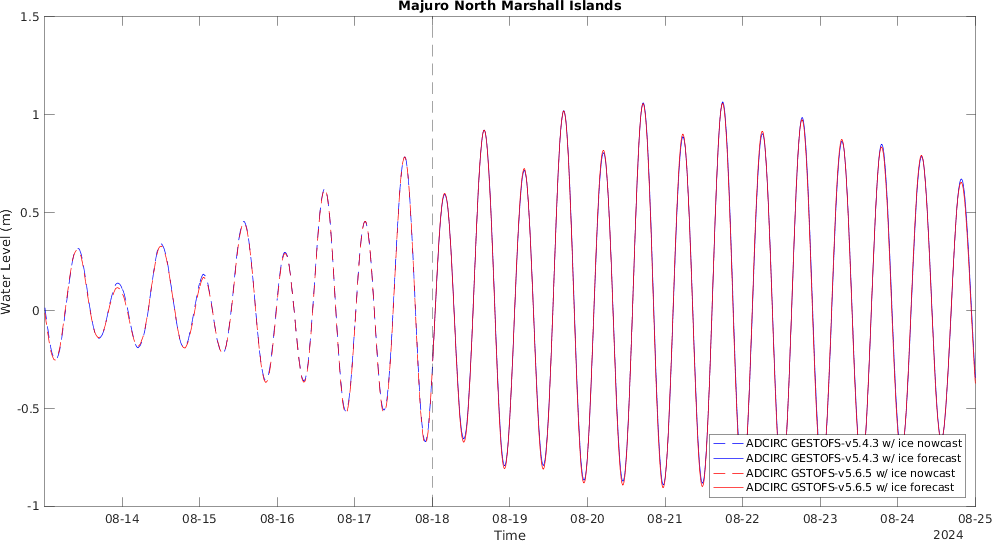 Majuro North Marshall Islands
1.5
1
0.5
0
-0.5
-1
Water Level (m)
ADCIRC GESTOFS-v5.4.3 w/ ice nowcast
ADCIRC GESTOFS-v5.4.3 w/ ice forecast
ADCIRC GSTOFS-v5.6.5 w/ ice nowcast
ADCIRC GSTOFS-v5.6.5 w/ ice forecast
08-14 08-15 08-16 08-17 08-18 08-19 08-20 08-21 08-22 08-23 08-24 08-25
Time
2024